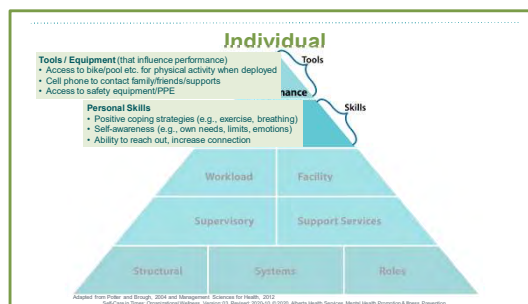 Individual
Tools / Equipment (that influence performance)
• Access to bike/pool etc. for physical activity when deployed
• Cell phone to contact family/friends/supports
• Access to safety equipment/PPE
Tools
nance
Personal Skills
• Positive coping strategies (e.g., exercise, breathing)
• Self-awareness (e.g., own needs, limits, emotions)
• Ability to reach out, increase connection
Skills
Workload Facility
Supervisory Support Services
Structural Systems Roles
Adapted from Potter and Brough, 2004 and Management Sciences for Health, 2012